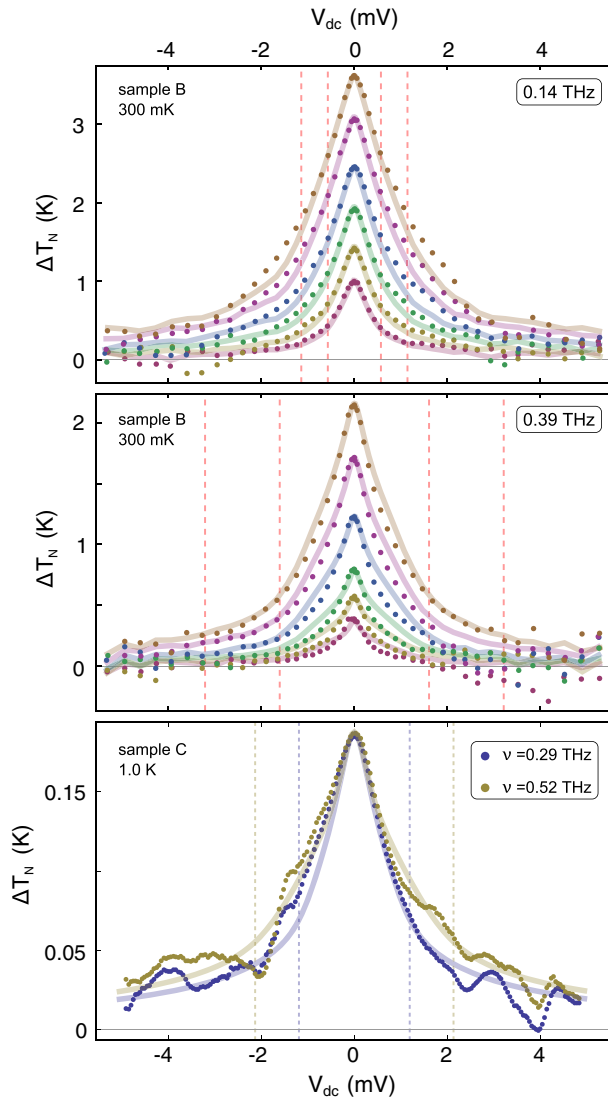 V_dc (mV)
-4 -2 0 2 4
sample B
300 mK
0.14 THz
3
2
1
0
ΔT_N (K)
sample B
300 mK
0.39 THz
2
1
0
ΔT_N (K)
sample C
1.0 K
ν =0.29 THz
ν =0.52 THz
0.15
0.05
0
ΔT_N (K)
-4 -2 0 2 4
V_dc (mV)